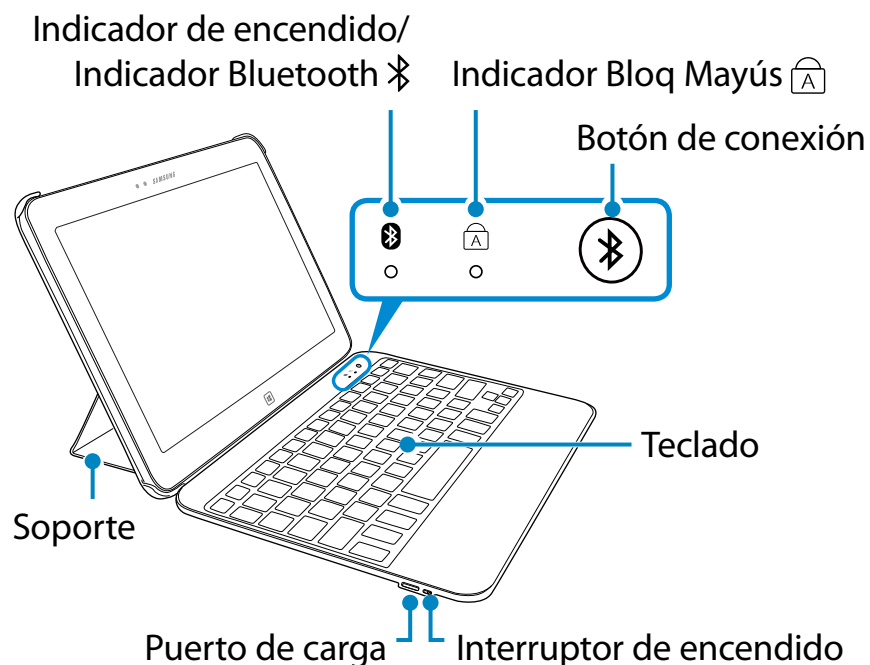 Indicador de encendido/
Indicador Bluetooth
Indicador Bloq Mayús
A
Botón de conexión
SAMSUNG
A
Teclado
Soporte
Puerto de carga
Interruptor de encendido